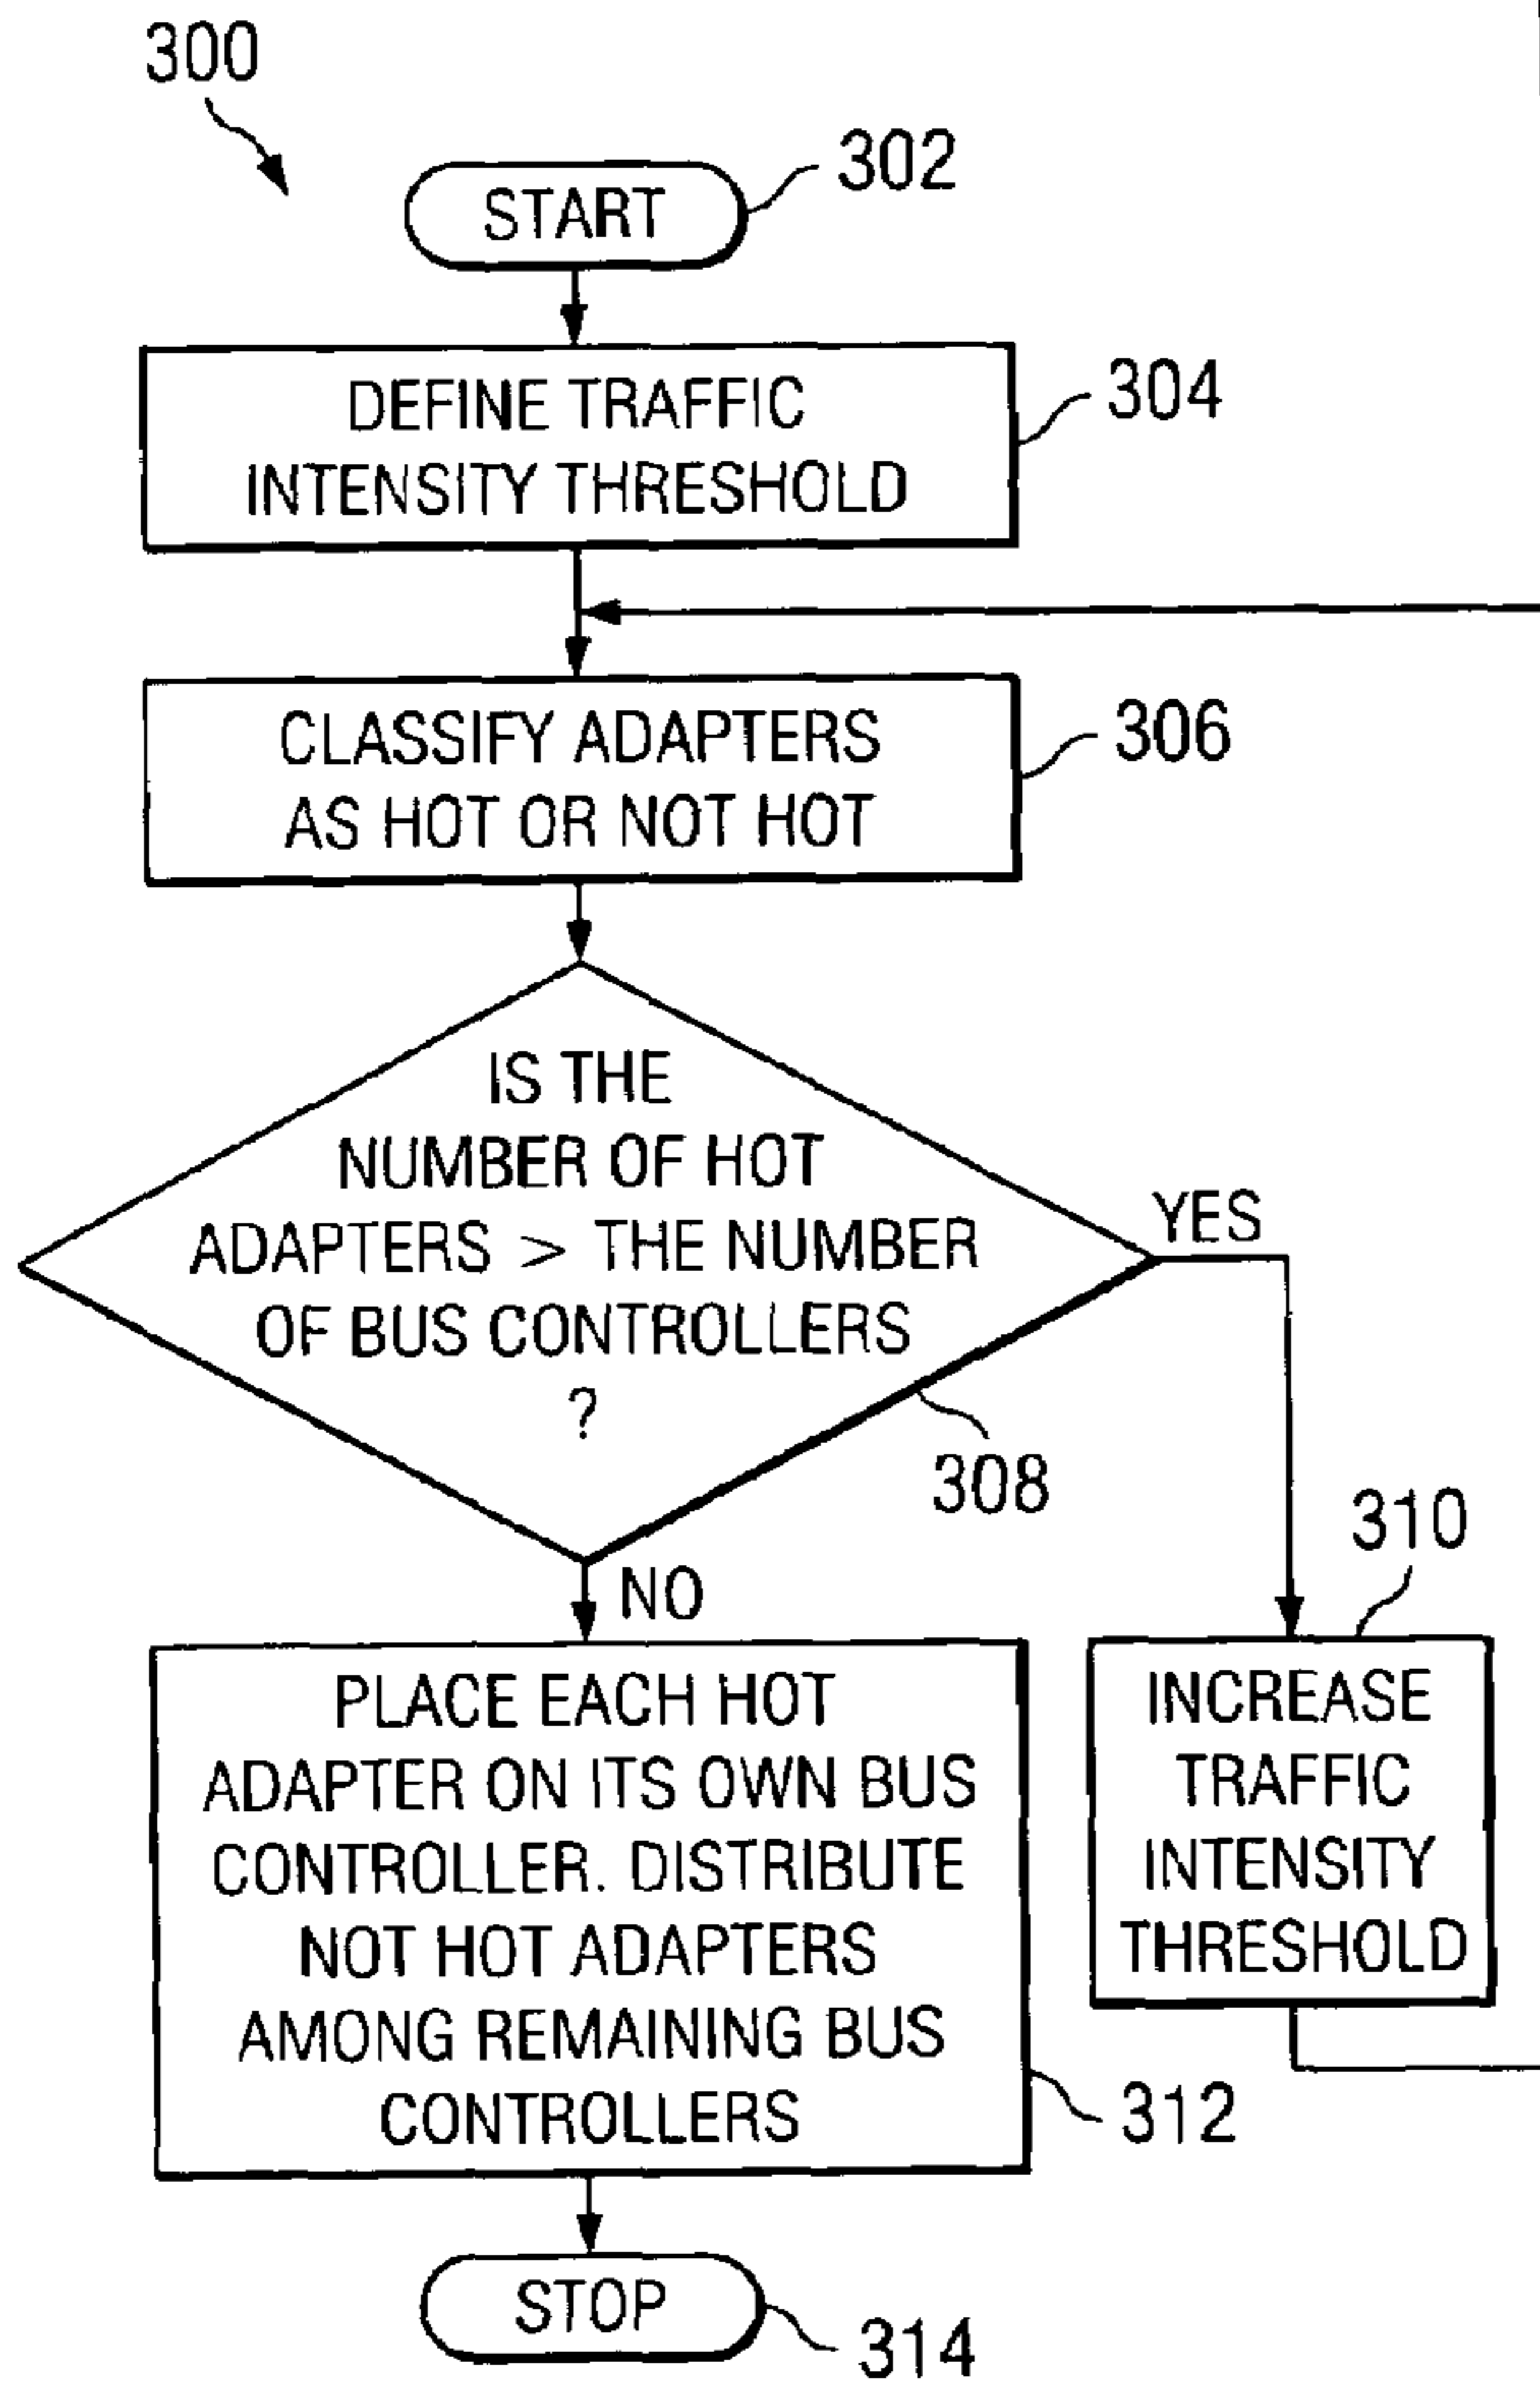 300
302
START
DEFINE TRAFFIC
INTENSITY THRESHOLD
304
CLASSIFY ADAPTERS
AS HOT OR NOT HOT
306
IS THE
NUMBER OF HOT
ADAPTERS > THE NUMBER
OF BUS CONTROLLERS
?
YES
308
310
NO
PLACE EACH HOT
ADAPTER ON ITS OWN BUS
CONTROLLER. DISTRIBUTE
NOT HOT ADAPTERS
AMONG REMAINING BUS
CONTROLLERS
312
INCREASE
TRAFFIC
INTENSITY
THRESHOLD
STOP
314